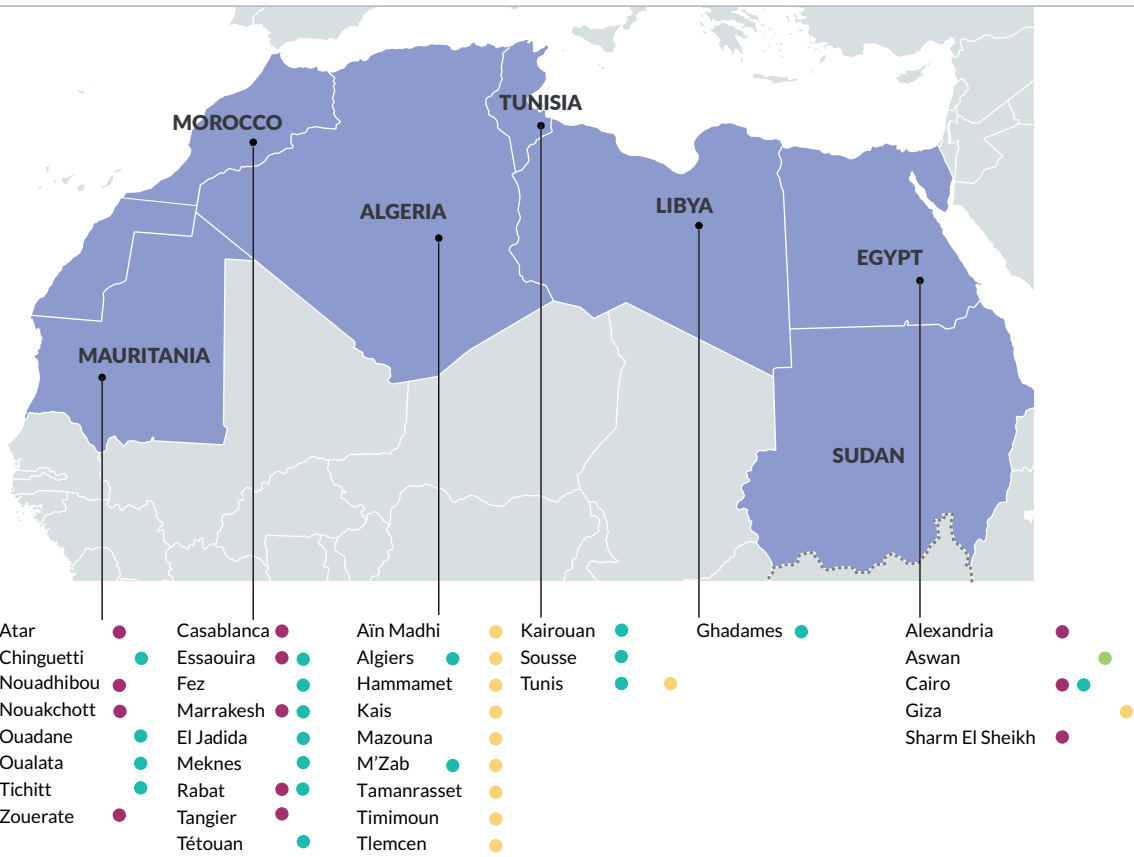 TUNISIA
MOROCCO
LIBYA
ALGERIA
EGYPT
MAURITANIA
SUDAN
Atar
Chinguetti
Nouadhibou
Nouakchott
Ouadane
Oualata
Tichitt
Zouerate
Casablanca
Essaouira
Fez
Marrakesh
El Jadida
Meknes
Rabat
Tangier
Tétouan
Aïn Madhi
Algiers
Hammamet
Kais
Mazouna
M'Zab
Tamanrasset
Timimoun
Tlemcen
Kairouan
Sousse
Tunis
Ghadames
Alexandria
Aswan
Cairo
Giza
Sharm El Sheikh